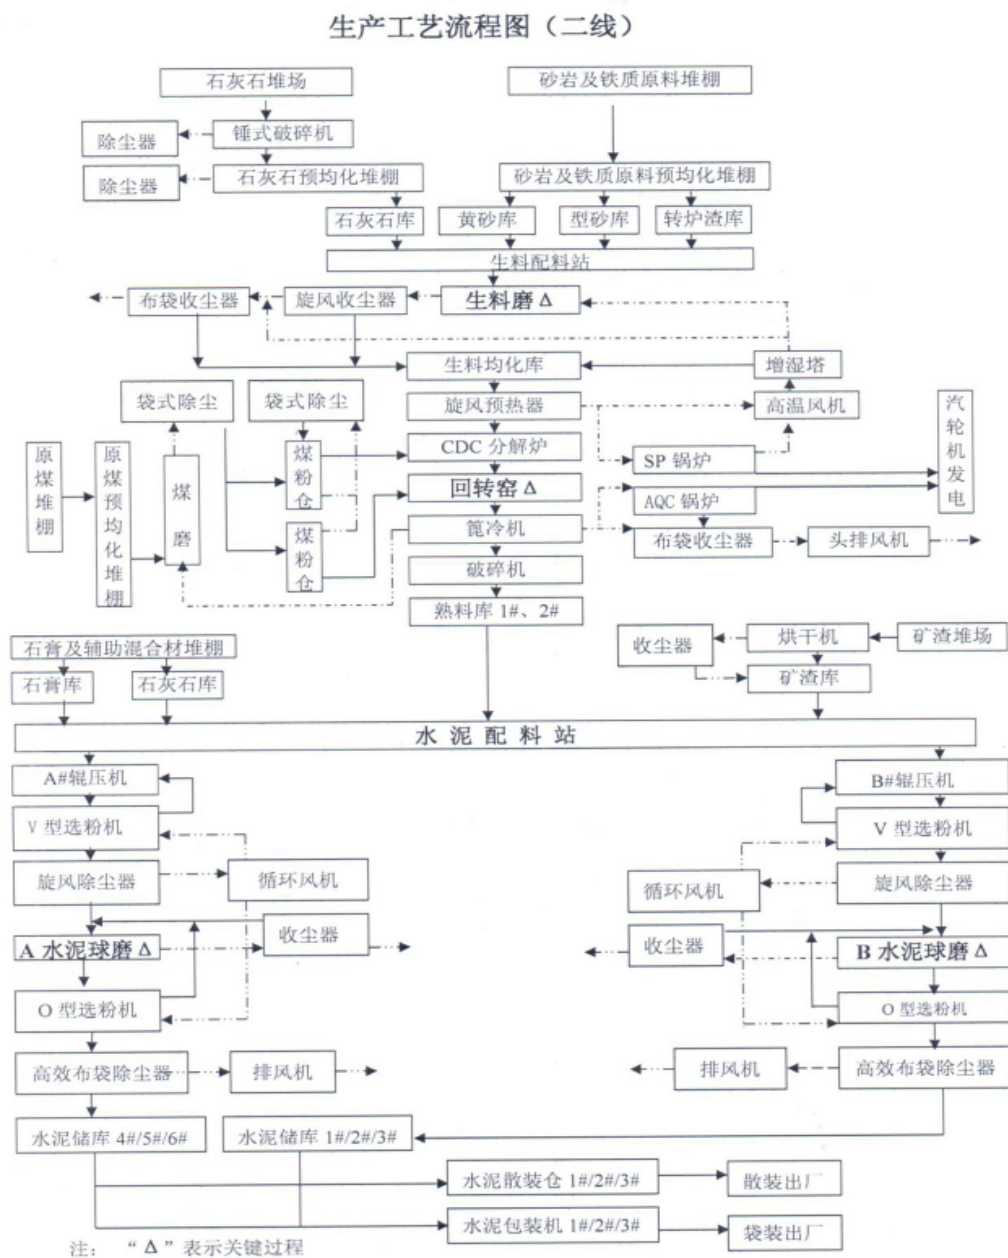 生产工艺流程图（二线）
石灰石堆场
砂岩及铁质原料堆棚
除尘器
锤式破碎机
除尘器
石灰石预均化堆棚
砂岩及铁质原料预均化堆棚
石灰石库
黄砂库
型砂库
转炉渣库
生料配料站
布袋收尘器
旋风收尘器
生料磨Δ
生料均化库
增湿塔
袋式除尘
袋式除尘
旋风预热器
高温风机
汽轮机发电
原煤堆棚
原煤预均化堆棚
煤磨
煤粉仓
CDC 分解炉
SP 锅炉
回转窑Δ
AQC 锅炉
煤粉仓
篦冷机
布袋收尘器
头排风机
破碎机
熟料库 1#、2#
石膏及辅助混合材堆棚
收尘器
烘干机
矿渣堆场
石膏库
石灰石库
矿渣库
水 泥 配 料 站
A#辊压机
B#辊压机
V 型选粉机
V 型选粉机
旋风除尘器
循环风机
循环风机
旋风除尘器
A 水泥球磨Δ
收尘器
收尘器
B 水泥球磨Δ
O 型选粉机
O 型选粉机
高效布袋除尘器
排风机
排风机
高效布袋除尘器
水泥储库 4#/5#/6#
水泥储库 1#/2#/3#
水泥散装仓 1#/2#/3#
散装出厂
水泥包装机 1#/2#/3#
袋装出厂
注： “Δ”表示关键过程